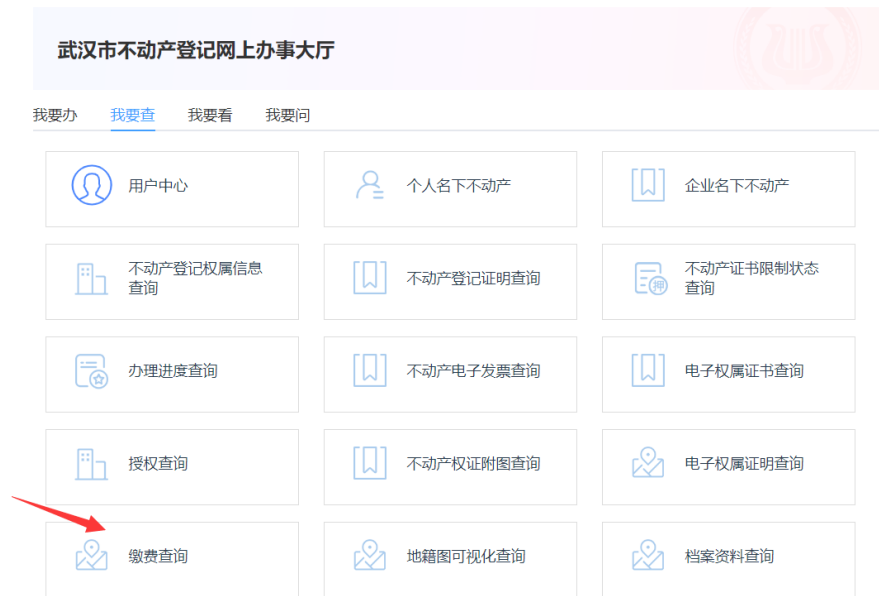 武汉市不动产登记网上办事大厅
我要办 我要查 我要看 我要问
用户中心
个人名下不动产
企业名下不动产
不动产登记权属信息
查询
不动产登记证明查询
不动产证书限制状态
查询
押
办理进度查询
不动产电子发票查询
电子权属证书查询
授权查询
不动产权证附图查询
电子权属证明查询
缴费查询
地籍图可视化查询
档案资料查询